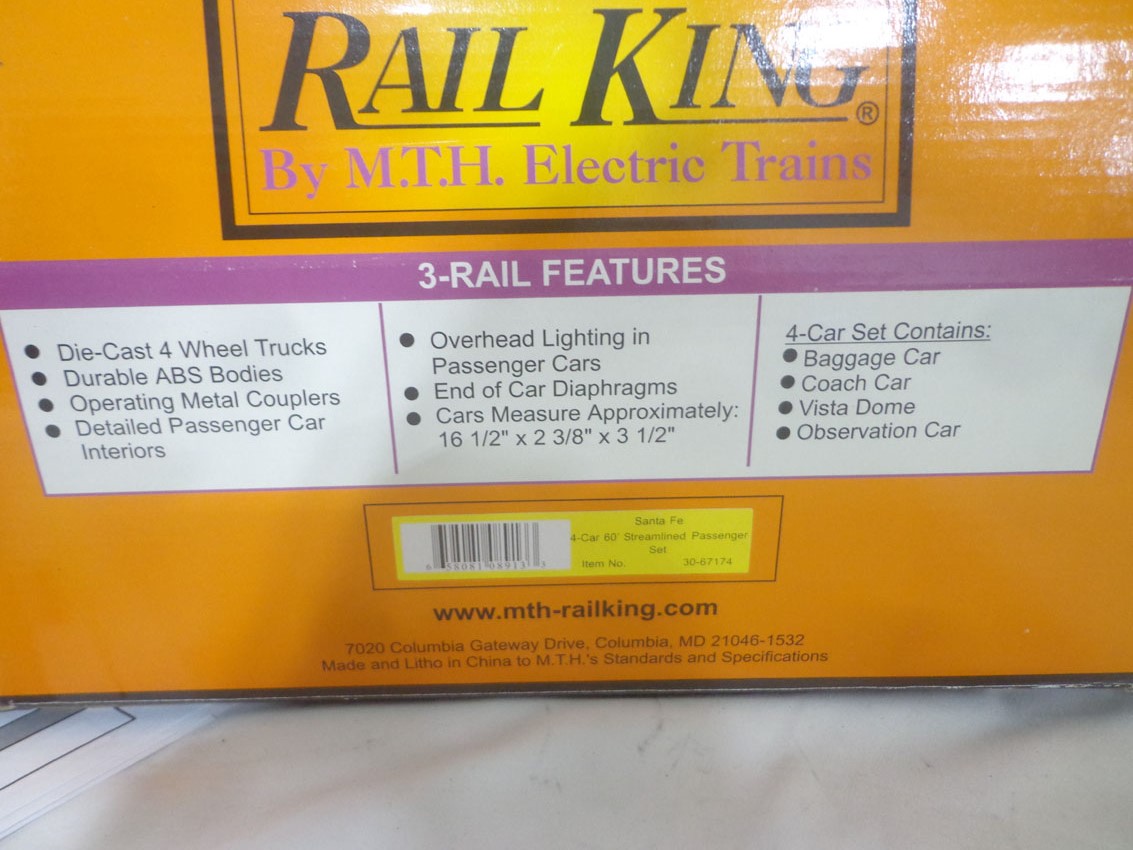 RAIL KING®
By M.T.H. Electric Trains
3-RAIL FEATURES
• Die-Cast 4 Wheel Trucks
• Durable ABS Bodies
• Operating Metal Couplers
• Detailed Passenger Car
Interiors
• Overhead Lighting in
Passenger Cars
• End of Car Diaphragms
• Cars Measure Approximately:
16 1/2" x 2 3/8" x 3 1/2"
4-Car Set Contains:
• Baggage Car
• Coach Car
• Vista Dome
• Observation Car
6 58081 08913 3
Santa Fe
4-Car 60' Streamlined Passenger
Set
Item No. 30-67174
www.mth-railking.com
7020 Columbia Gateway Drive, Columbia, MD 21046-1532
Made and Litho in China to M.T.H.'s Standards and Specifications